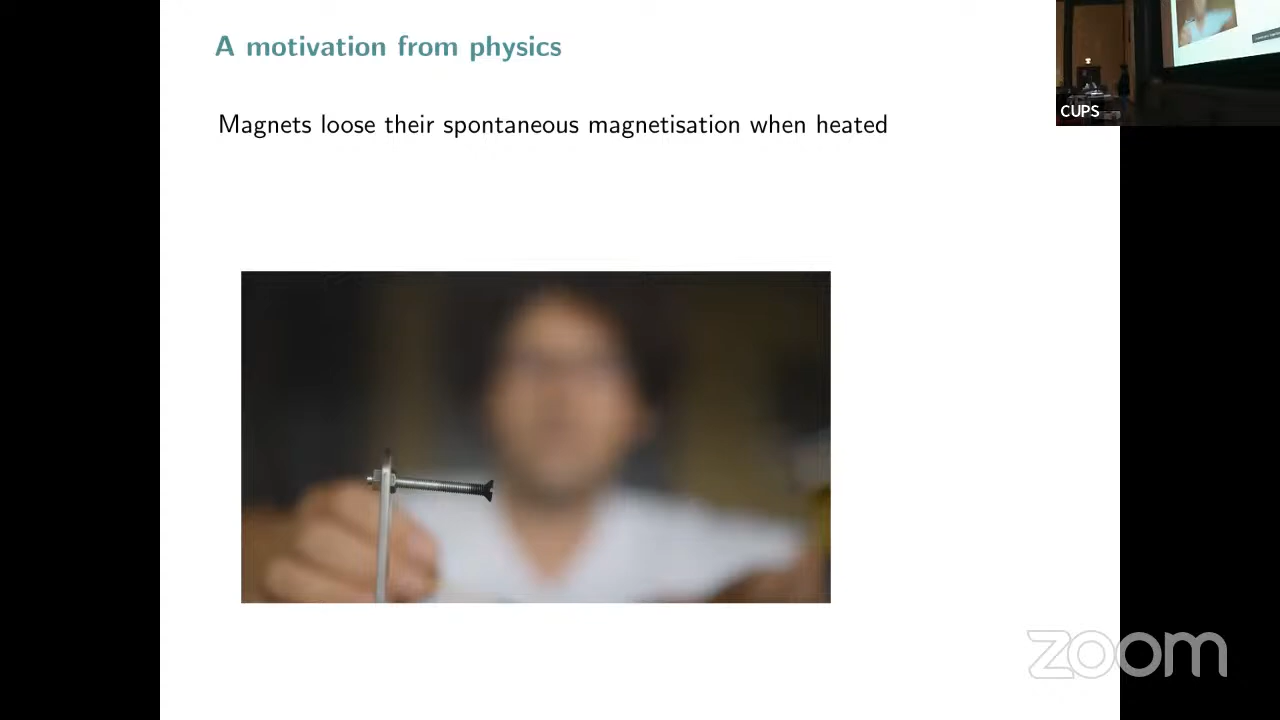 A motivation from physics
Magnets loose their spontaneous magnetisation when heated
CUPS
zoom